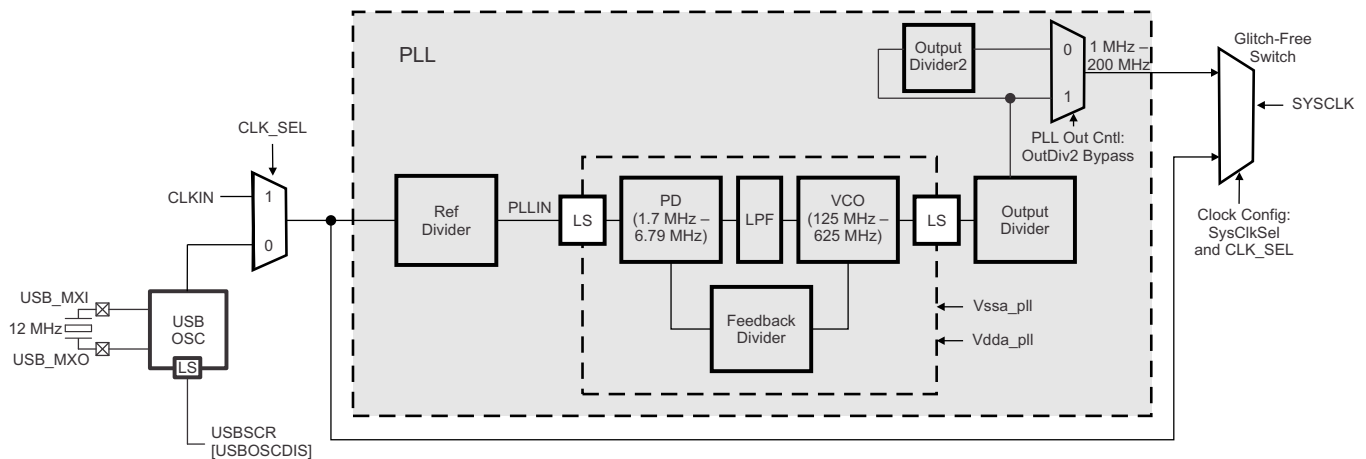 PLL
Output
Divider2
0
1
1 MHz –
200 MHz
Glitch-Free
Switch
SYSCLK
PLL Out Cntl:
OutDiv2 Bypass
CLK_SEL
CLKIN
1
0
Ref
Divider
PLLIN
LS
PD
(1.7 MHz –
6.79 MHz)
LPF
VCO
(125 MHz –
625 MHz)
LS
Output
Divider
Clock Config:
SysClkSel
and CLK_SEL
Feedback
Divider
Vssa_pll
Vdda_pll
USB_MXI
12 MHz
USB_MXO
USB
OSC
LS
USBSCR
[USBOSCDIS]